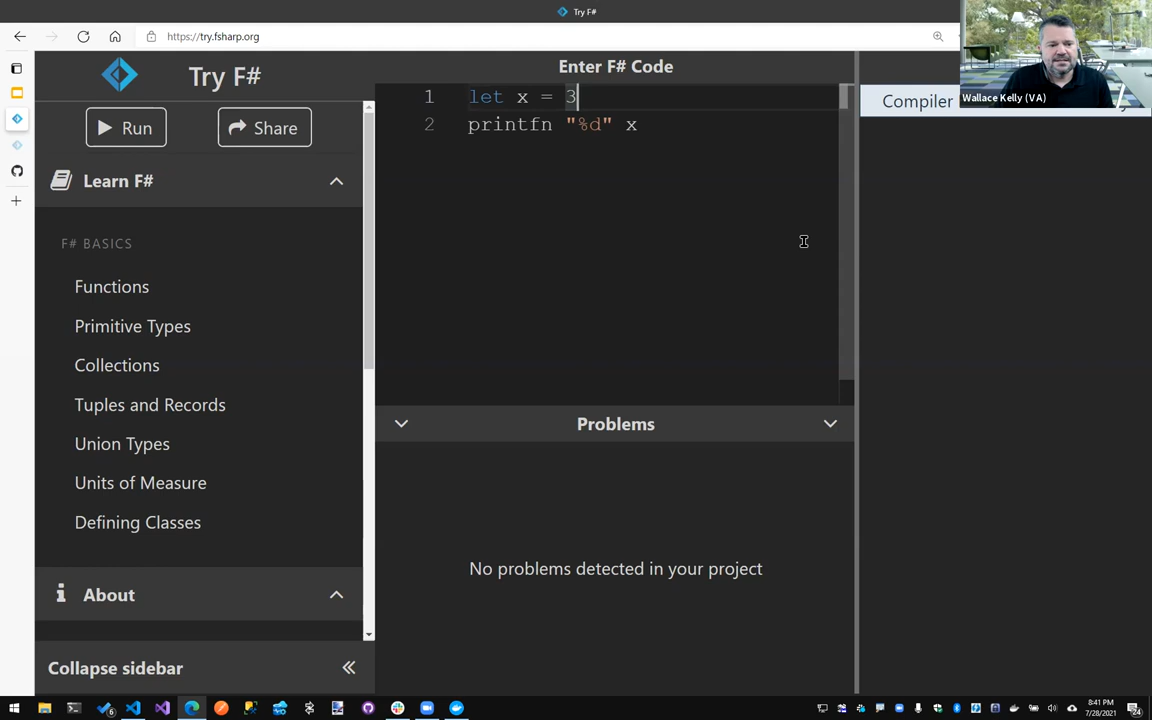 Try F#
https://try.fsharp.org
Try F#
Enter F# Code
Wallace Kelly (VA)
Compiler
Run
Share
1 let x = 3
2 printfn "%d" x
Learn F#
F# BASICS
Functions
Primitive Types
Collections
Tuples and Records
Union Types
Units of Measure
Defining Classes
Problems
No problems detected in your project
About
Collapse sidebar
8:41 PM
7/28/2021